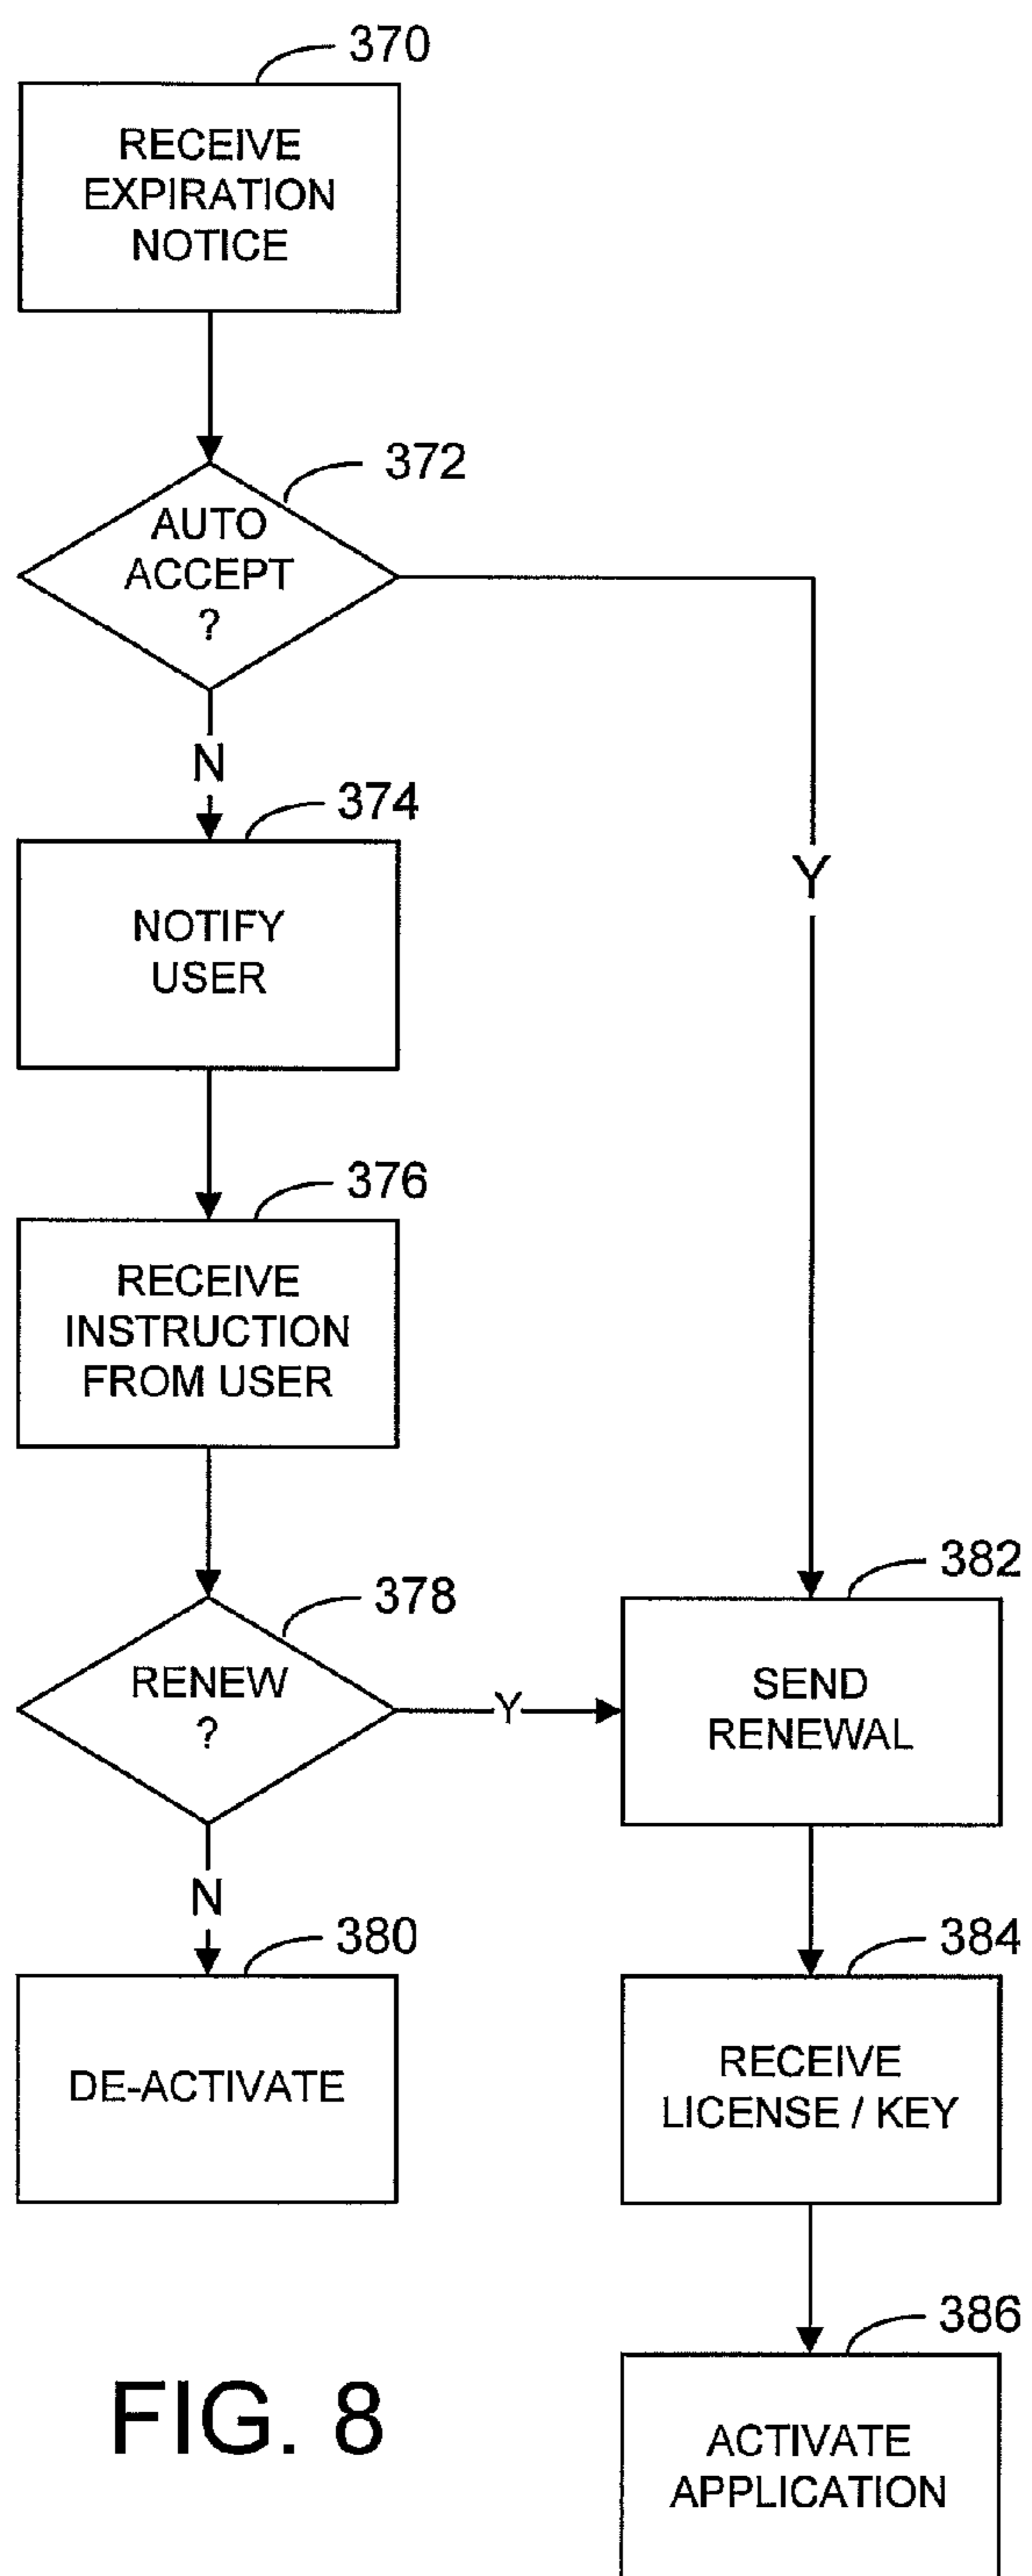 370
RECEIVE
EXPIRATION
NOTICE
372
AUTO
ACCEPT
?
N
Y
374
NOTIFY
USER
376
RECEIVE
INSTRUCTION
FROM USER
378
RENEW
?
Y
N
382
SEND
RENEWAL
380
DE-ACTIVATE
384
RECEIVE
LICENSE / KEY
386
ACTIVATE
APPLICATION
FIG. 8